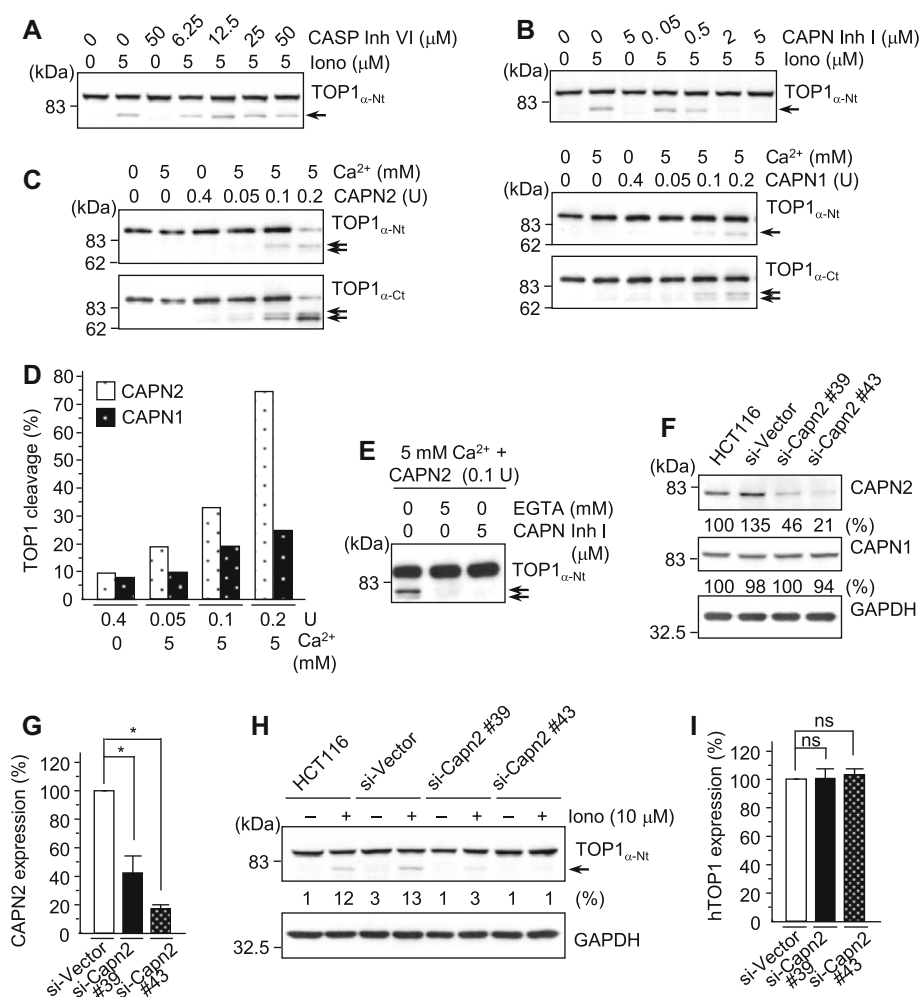 A
0 0 50 6.25 12.5 25 50 CASP Inh VI (μM)
0 5 0 5 5 5 5 Iono (μM)
(kDa)
TOP1α-Nt
83
B
0 0 5 0.05 0.5 2 5 CAPN Inh I (μM)
0 5 0 5 5 5 5 Iono (μM)
(kDa)
TOP1α-Nt
83
C
0 5 0 5 5 5 Ca2+ (mM)
0 0 0.4 0.05 0.1 0.2 CAPN2 (U)
(kDa)
TOP1α-Nt
83
62
TOP1α-Ct
83
62
0 5 0 5 5 5 Ca2+ (mM)
0 0 0.4 0.05 0.1 0.2 CAPN1 (U)
(kDa)
TOP1α-Nt
83
62
TOP1α-Ct
83
62
D
TOP1 cleavage (%)
80
70
60
50
40
30
20
10
0
CAPN2
CAPN1
0.4 0.05 0.1 0.2 U
0 5 5 5 Ca2+
(mM)
E
5 mM Ca2+ +
CAPN2 (0.1 U)
0 5 0 EGTA (mM)
0 0 5 CAPN Inh I
(μM)
(kDa)
TOP1α-Nt
83
F
HCT116 si-Vector si-Capn2 #39 si-Capn2 #43
(kDa)
83
CAPN2
100 135 46 21 (%)
CAPN1
83
100 98 100 94 (%)
GAPDH
32.5
G
CAPN2 expression (%)
120
100
80
60
40
20
0
* 
*
si-Vector
si-Capn2 #39
si-Capn2 #43
H
HCT116 si-Vector si-Capn2 #39 si-Capn2 #43
– + – + – + – + Iono (10 μM)
(kDa)
TOP1α-Nt
83
1 12 3 13 1 3 1 1 (%)
GAPDH
32.5
I
hTOP1 expression (%)
120
100
80
60
40
20
0
ns
ns
si-Vector
si-Capn2 #39
si-Capn2 #43